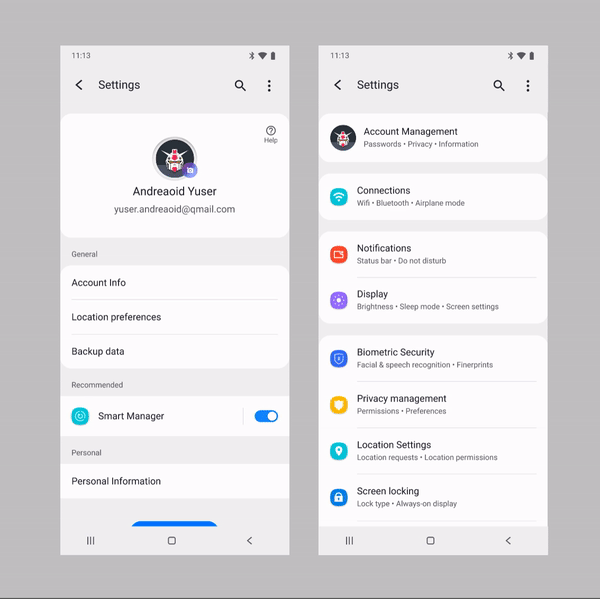 11:13
Settings
Help
Andreaoid Yuser
yuser.andreaoid@qmail.com
General
Account Info
Location preferences
Backup data
Recommended
Smart Manager
Personal
Personal Information
11:13
Settings
Account Management
Passwords • Privacy • Information
Connections
Wifi • Bluetooth • Airplane mode
Notifications
Status bar • Do not disturb
Display
Brightness • Sleep mode • Screen settings
Biometric Security
Facial & speech recognition • Finerprints
Privacy management
Permissions • Preferences
Location Settings
Location requests • Location permissions
Screen locking
Lock type • Always-on display